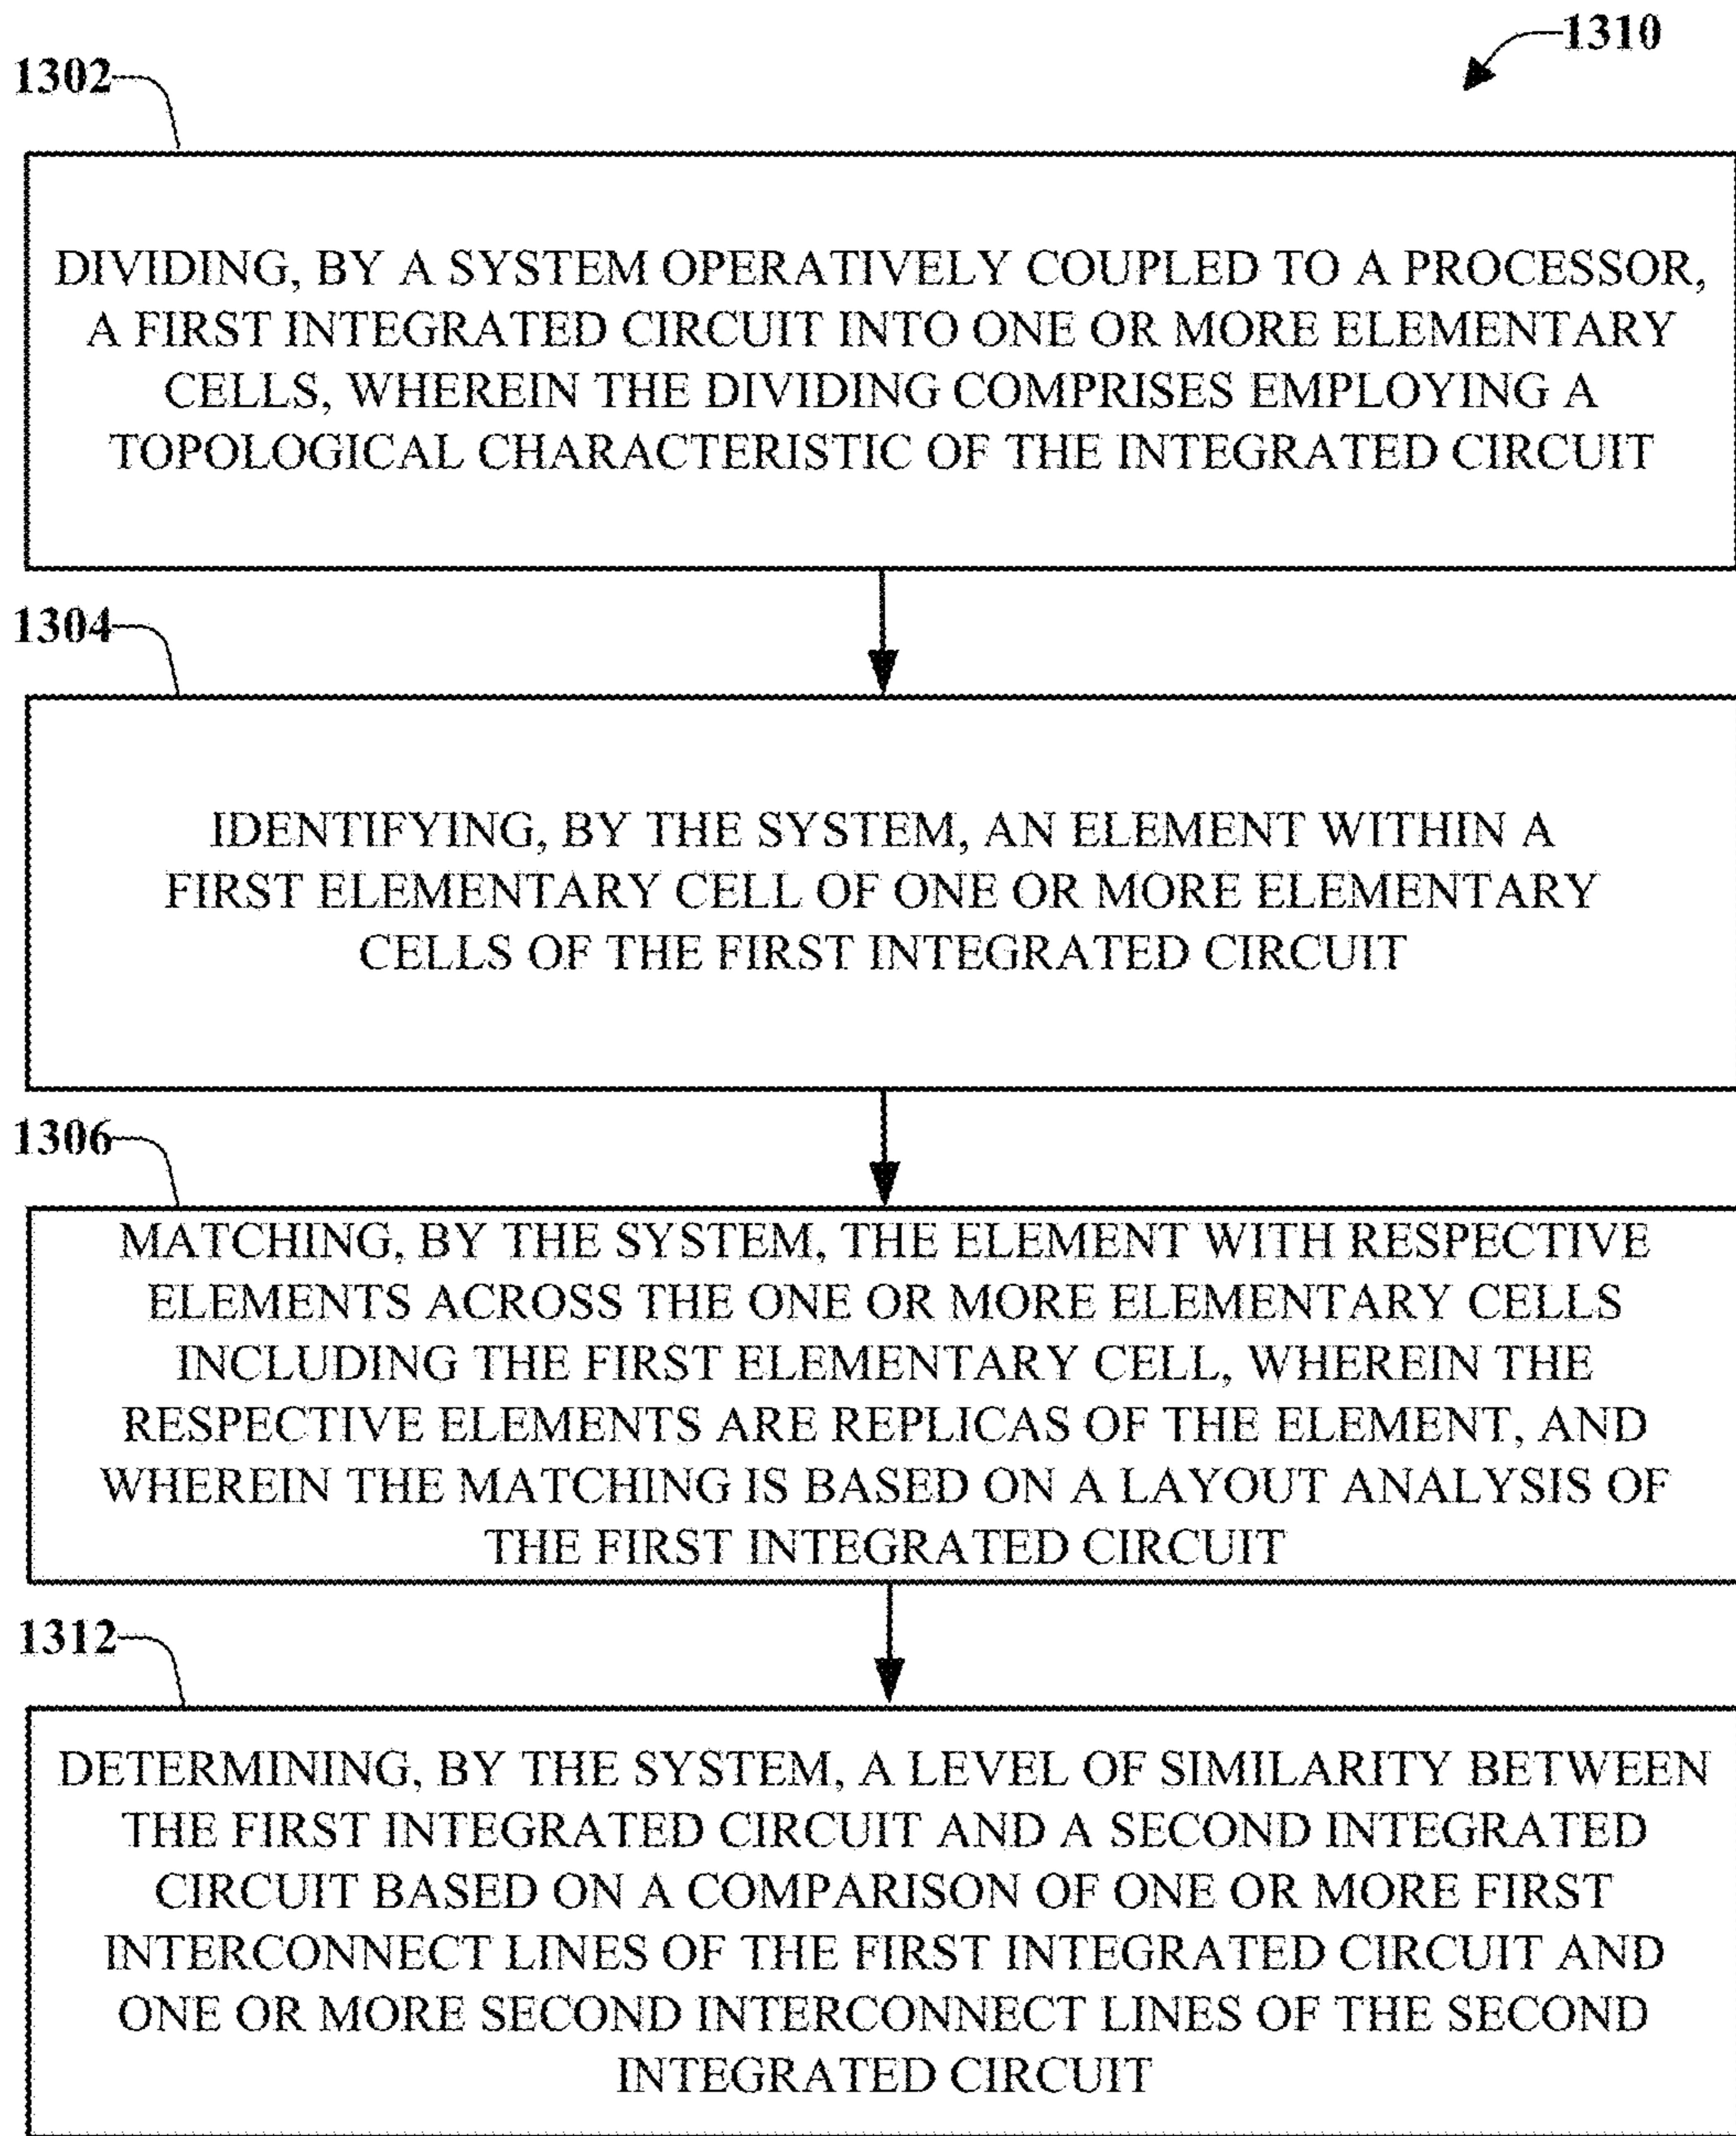 1310
1302
DIVIDING, BY A SYSTEM OPERATIVELY COUPLED TO A PROCESSOR,
A FIRST INTEGRATED CIRCUIT INTO ONE OR MORE ELEMENTARY
CELLS, WHEREIN THE DIVIDING COMPRISES EMPLOYING A
TOPOLOGICAL CHARACTERISTIC OF THE INTEGRATED CIRCUIT
1304
IDENTIFYING, BY THE SYSTEM, AN ELEMENT WITHIN A
FIRST ELEMENTARY CELL OF ONE OR MORE ELEMENTARY
CELLS OF THE FIRST INTEGRATED CIRCUIT
1306
MATCHING, BY THE SYSTEM, THE ELEMENT WITH RESPECTIVE
ELEMENTS ACROSS THE ONE OR MORE ELEMENTARY CELLS
INCLUDING THE FIRST ELEMENTARY CELL, WHEREIN THE
RESPECTIVE ELEMENTS ARE REPLICAS OF THE ELEMENT, AND
WHEREIN THE MATCHING IS BASED ON A LAYOUT ANALYSIS OF
THE FIRST INTEGRATED CIRCUIT
1312
DETERMINING, BY THE SYSTEM, A LEVEL OF SIMILARITY BETWEEN
THE FIRST INTEGRATED CIRCUIT AND A SECOND INTEGRATED
CIRCUIT BASED ON A COMPARISON OF ONE OR MORE FIRST
INTERCONNECT LINES OF THE FIRST INTEGRATED CIRCUIT AND
ONE OR MORE SECOND INTERCONNECT LINES OF THE SECOND
INTEGRATED CIRCUIT